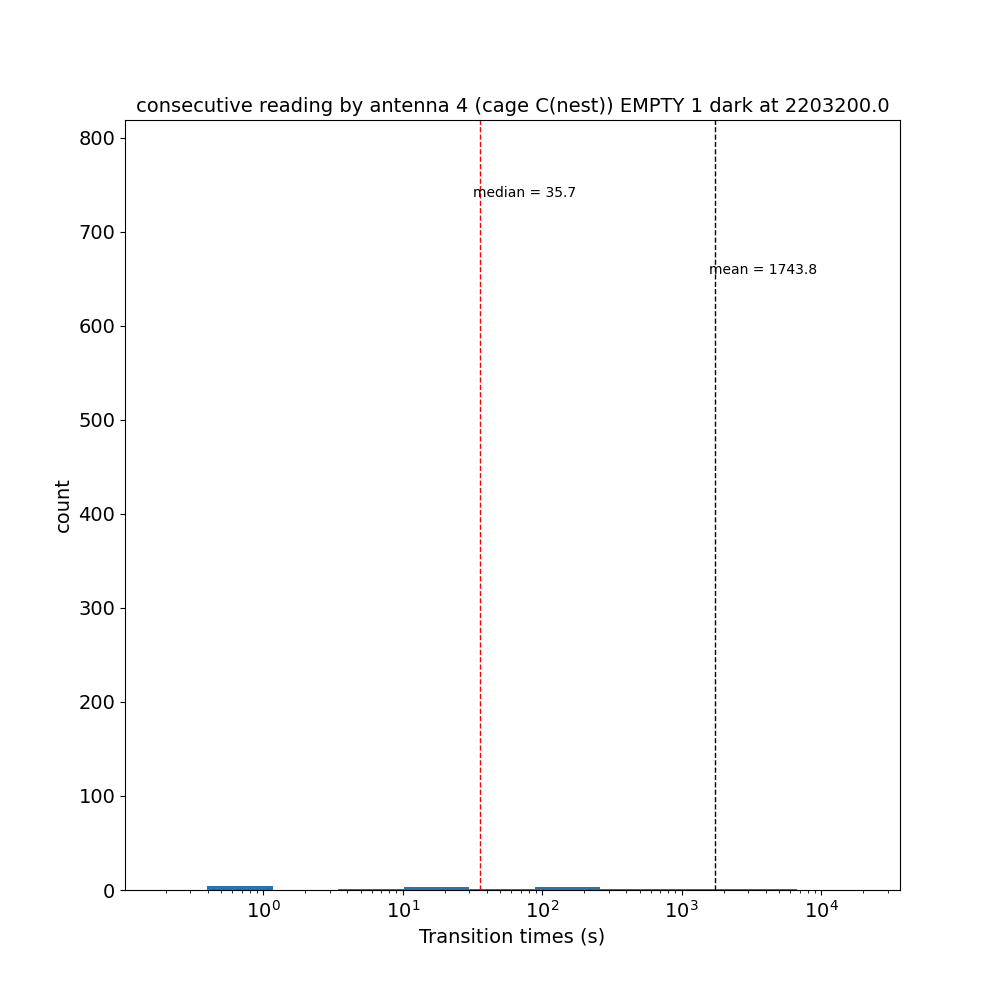 consecutive reading by antenna 4 (cage C(nest)) EMPTY 1 dark at 2203200.0
800
median = 35.7
700
mean = 1743.8
600
500
count
400
300
200
100
0
10⁰ 10¹ 10² 10³ 10⁴
Transition times (s)